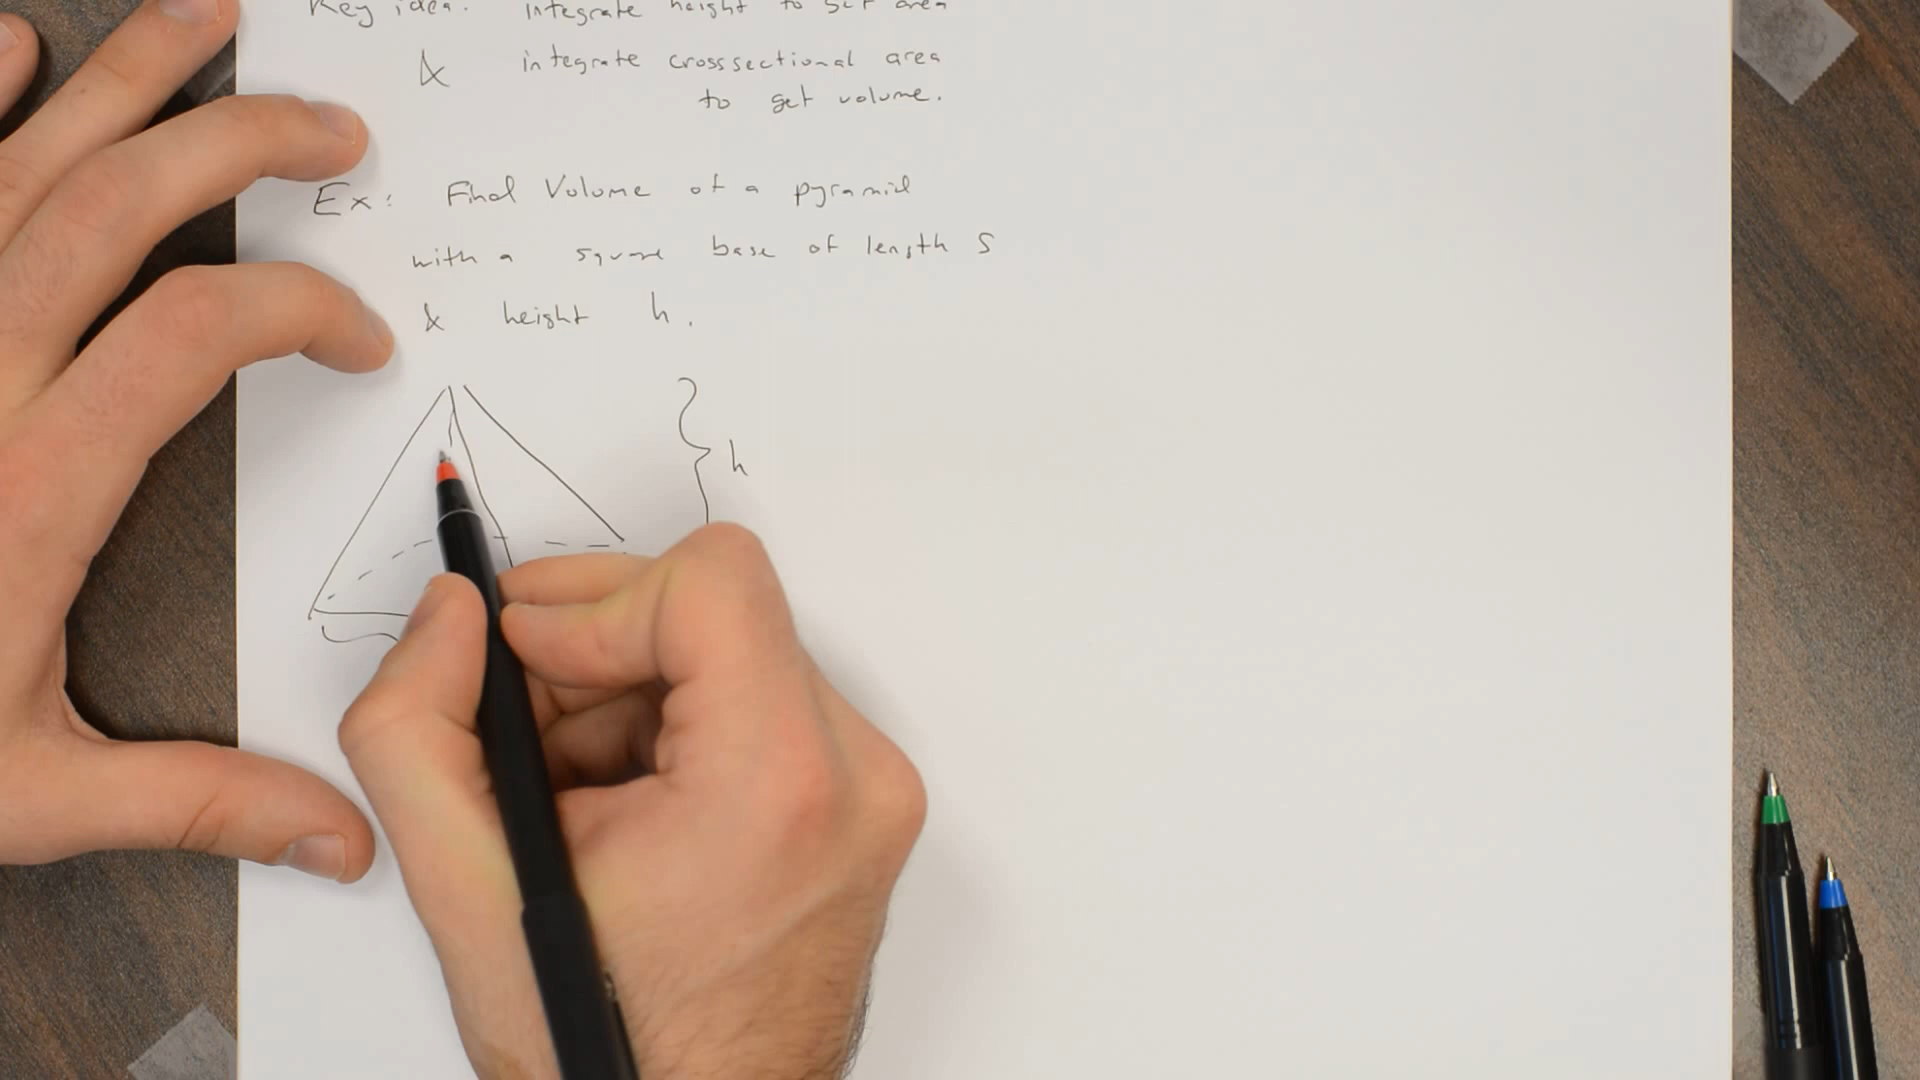 Key idea: integrate height to get area
& integrate crosssectional area
to get volume.
Ex: Find Volume of a pyramid
with a square base of length s
& height h.
h